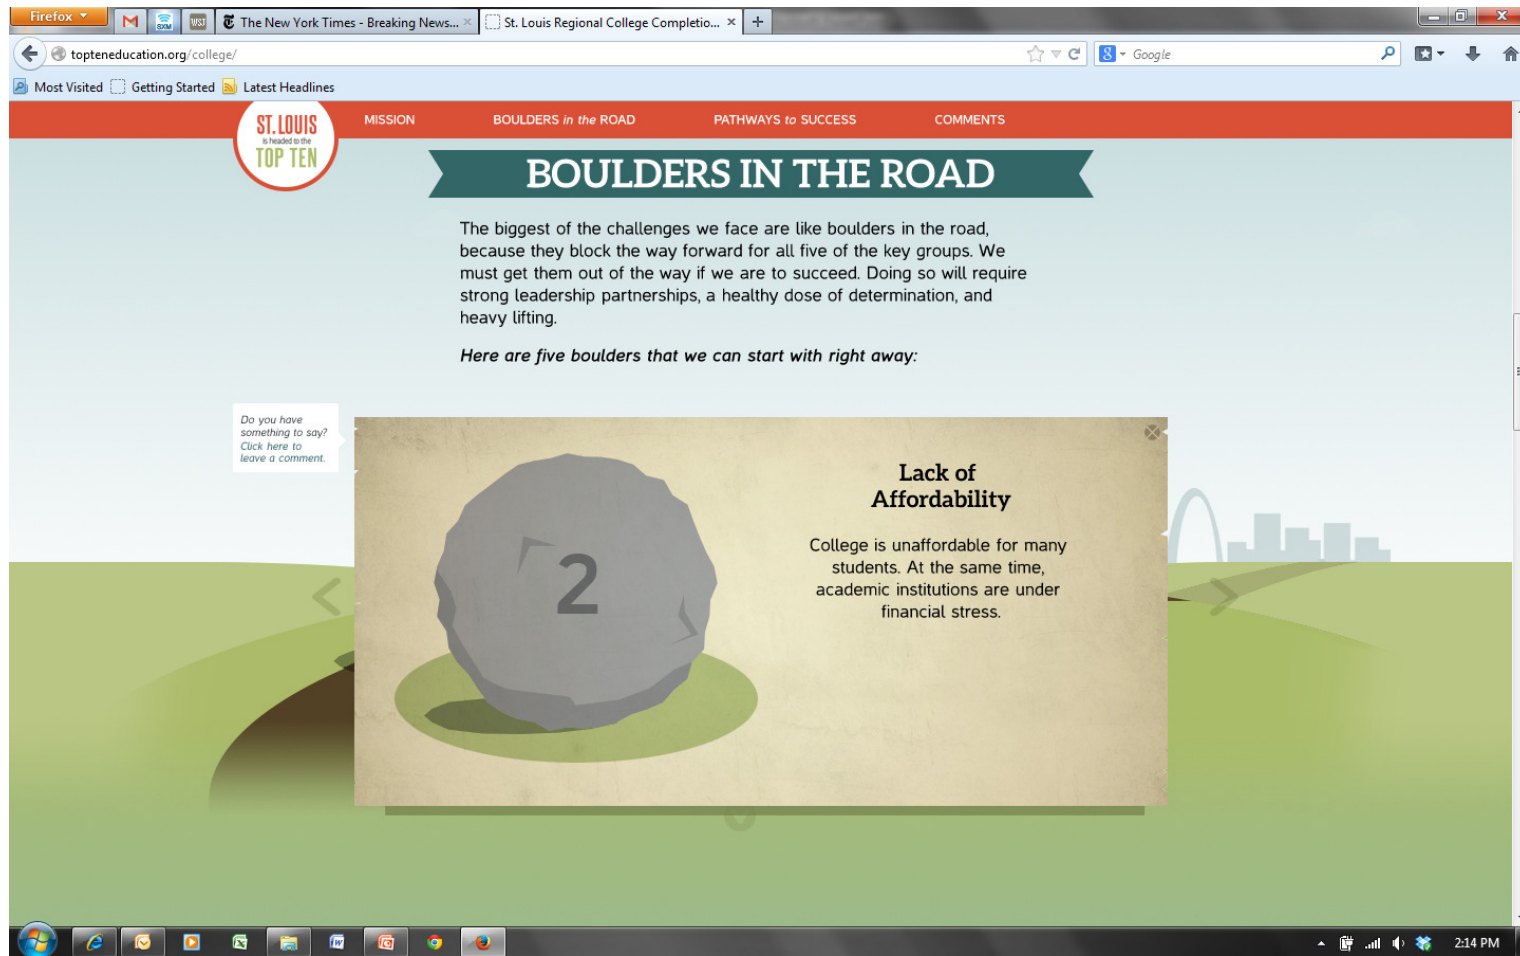 Firefox
SXM
WSJ
The New York Times - Breaking News...
St. Louis Regional College Completio...
topteneducation.org/college/
Google
Most Visited
Getting Started
Latest Headlines
ST. LOUIS
is headed to the
TOP TEN
MISSION
BOULDERS in the ROAD
PATHWAYS to SUCCESS
COMMENTS
BOULDERS IN THE ROAD
The biggest of the challenges we face are like boulders in the road,
because they block the way forward for all five of the key groups. We
must get them out of the way if we are to succeed. Doing so will require
strong leadership partnerships, a healthy dose of determination, and
heavy lifting.
Here are five boulders that we can start with right away:
Do you have
something to say?
Click here to
leave a comment.
2
Lack of
Affordability
College is unaffordable for many
students. At the same time,
academic institutions are under
financial stress.
2:14 PM